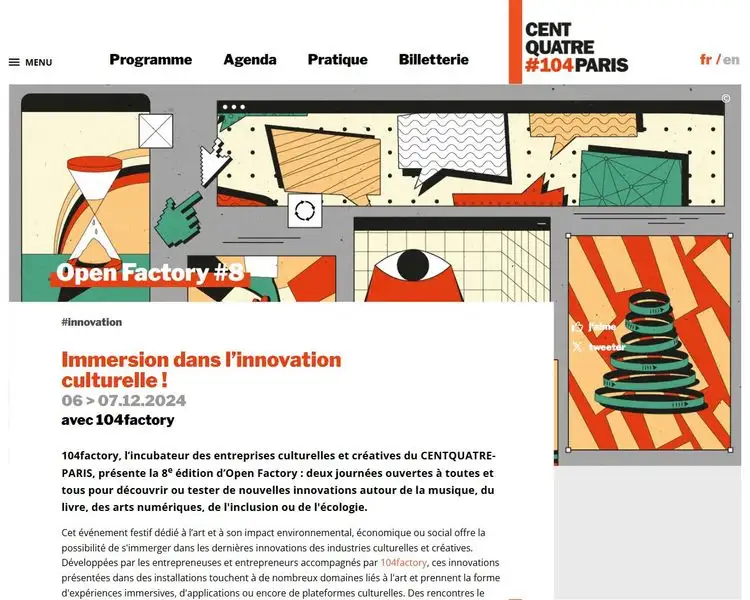 MENU
Programme
Agenda
Pratique
Billetterie
CENT
QUATRE
#104PARIS
fr / en
©
Open Factory #8
j'aime
tweeter
#innovation
Immersion dans l'innovation
culturelle !
06 > 07.12.2024
avec 104factory
104factory, l'incubateur des entreprises culturelles et créatives du CENTQUATRE-
PARIS, présente la 8e édition d'Open Factory : deux journées ouvertes à toutes et
tous pour découvrir ou tester de nouvelles innovations autour de la musique, du
livre, des arts numériques, de l'inclusion ou de l'écologie.
Cet événement festif dédié à l'art et à son impact environnemental, économique ou social offre la
possibilité de s'immerger dans les dernières innovations des industries culturelles et créatives.
Développées par les entrepreneuses et entrepreneurs accompagnés par 104factory, ces innovations
présentées dans des installations touchent à de nombreux domaines liés à l'art et prennent la forme
d'expériences immersives, d'applications ou encore de plateformes culturelles. Des rencontres le